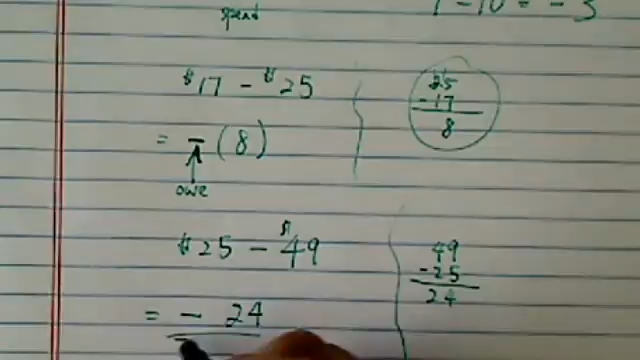 spend
7 - 10 = - 3
$17 - $25
= - (8)
owe
25
-17
8
$25 - $49
= - 24
49
-25
24